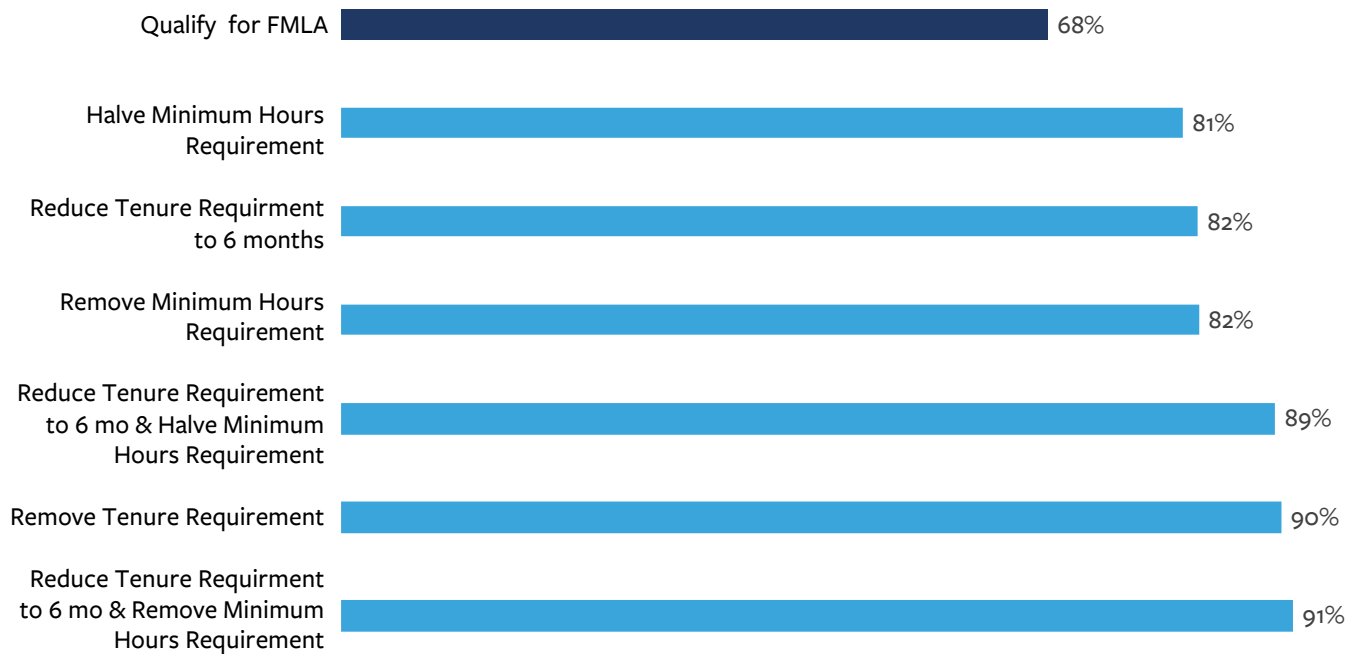 Qualify for FMLA
68%
Halve Minimum Hours
Requirement
81%
Reduce Tenure Requirment
to 6 months
82%
Remove Minimum Hours
Requirement
82%
Reduce Tenure Requirement
to 6 mo & Halve Minimum
Hours Requirement
89%
Remove Tenure Requirement
90%
Reduce Tenure Requirment
to 6 mo & Remove Minimum
Hours Requirement
91%